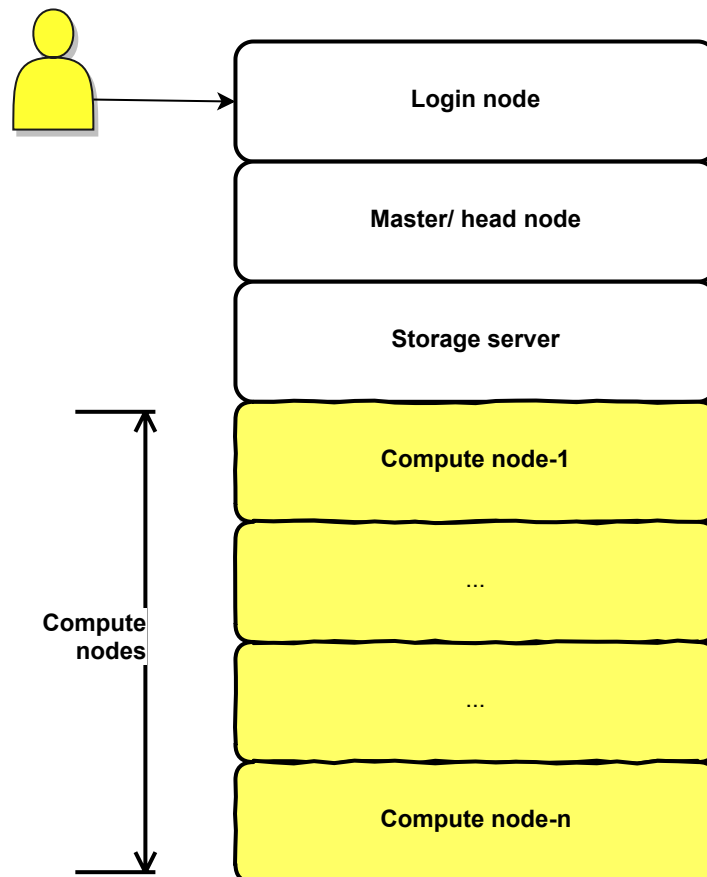 Login node
Master/ head node
Storage server
Compute node-1
...
Compute
nodes
...
Compute node-n